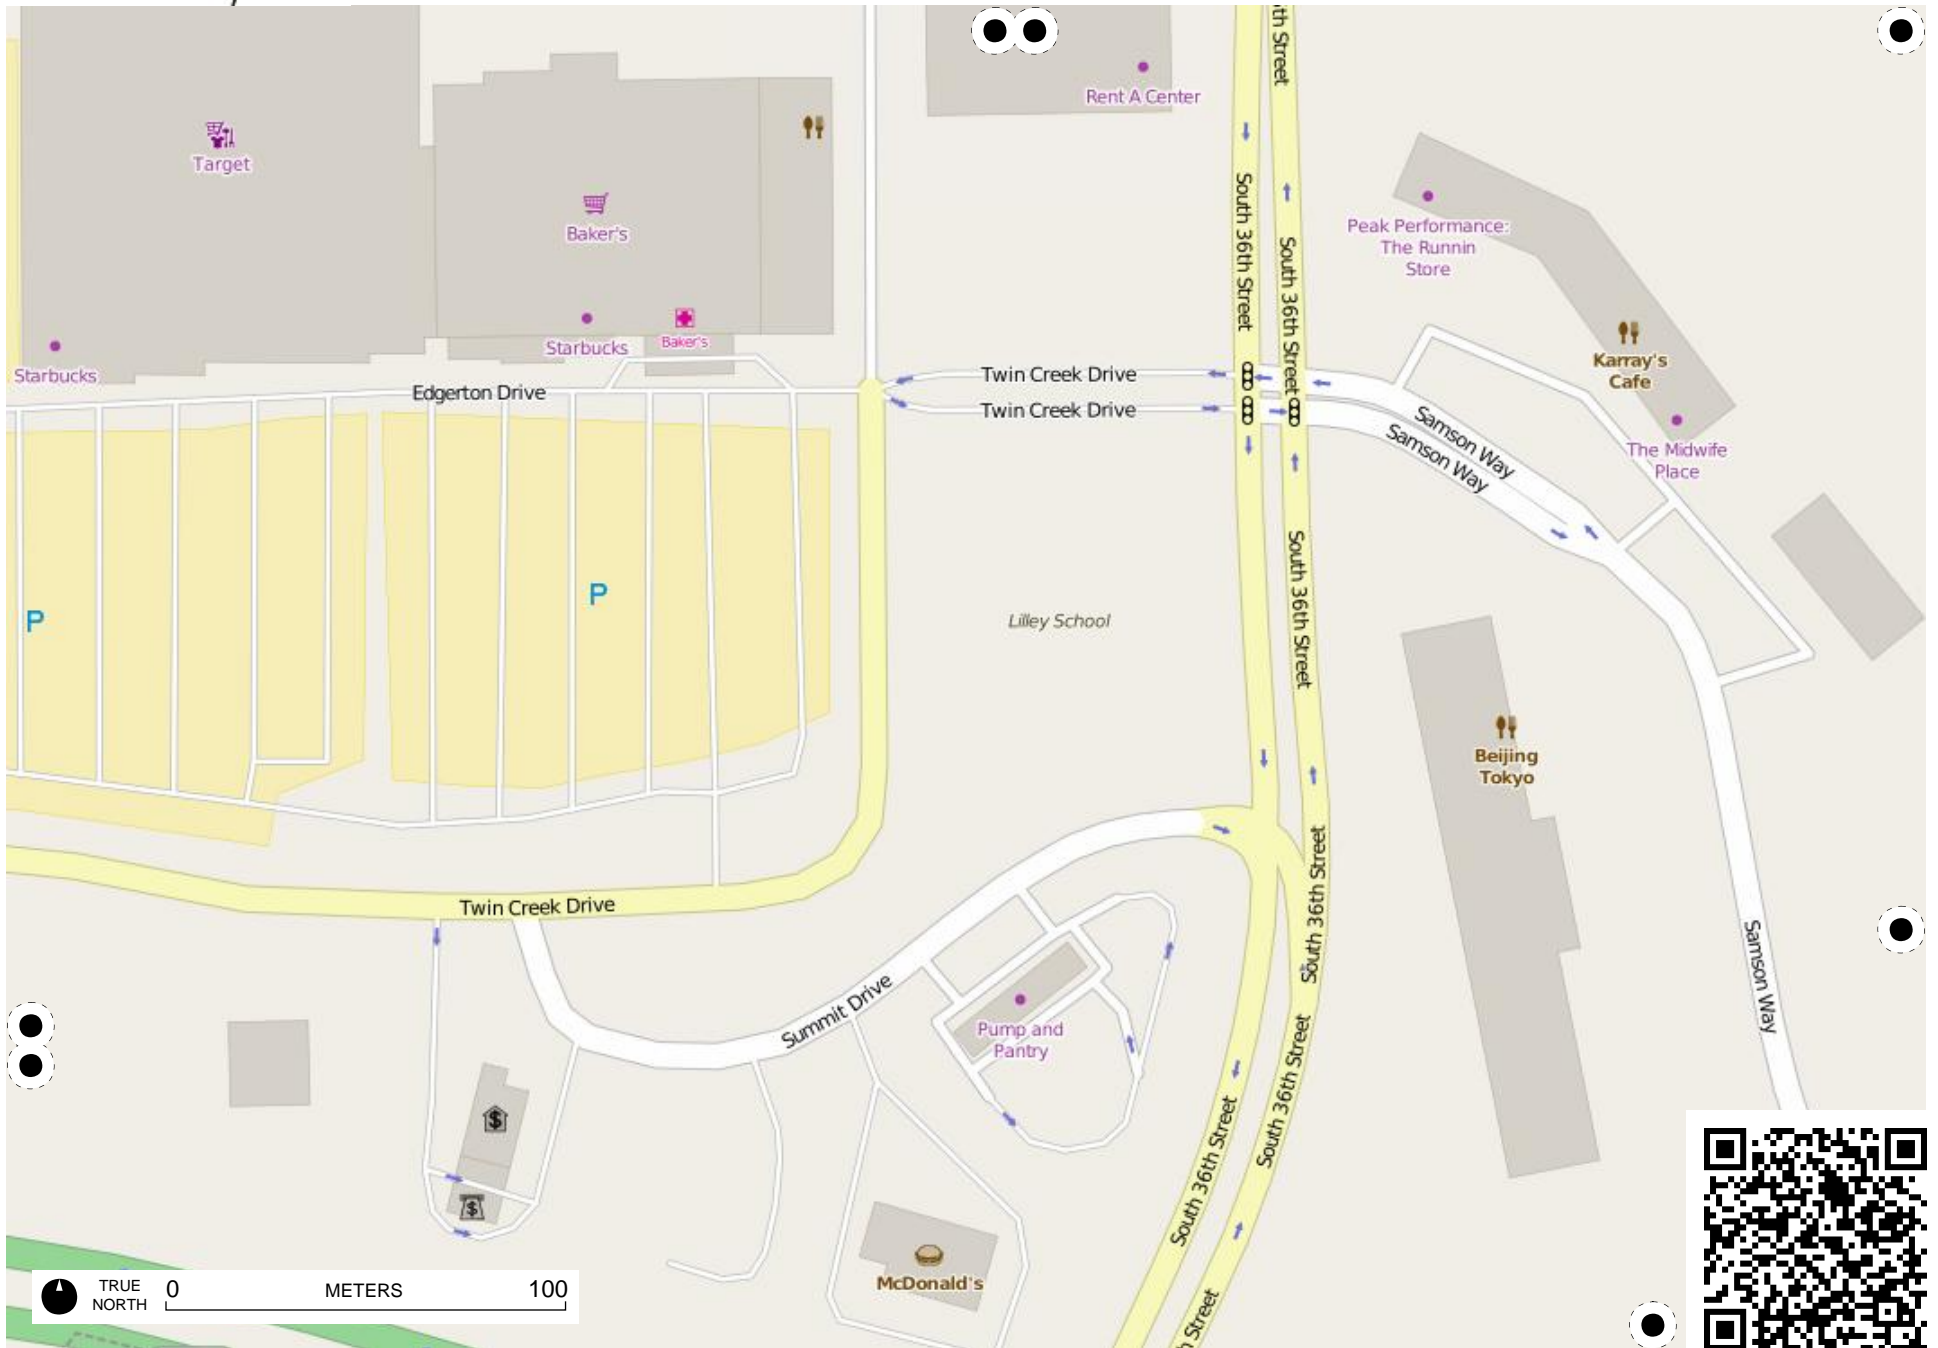 Rent A Center
th Street
Target
Baker's
South 36th Street
South 36th Street
Peak Performance:
The Runnin
Store
Starbucks
Starbucks
Baker's
Karray's
Cafe
Edgerton Drive
Twin Creek Drive
Twin Creek Drive
Samson Way
Samson Way
The Midwife
Place
P
P
Lilley School
South 36th Street
Beijing
Tokyo
Twin Creek Drive
South 36th Street
Samson Way
Summit Drive
Pump and
Pantry
South 36th Street
South 36th Street
$
$
McDonald's
TRUE
NORTH
0 METERS 100
h Street